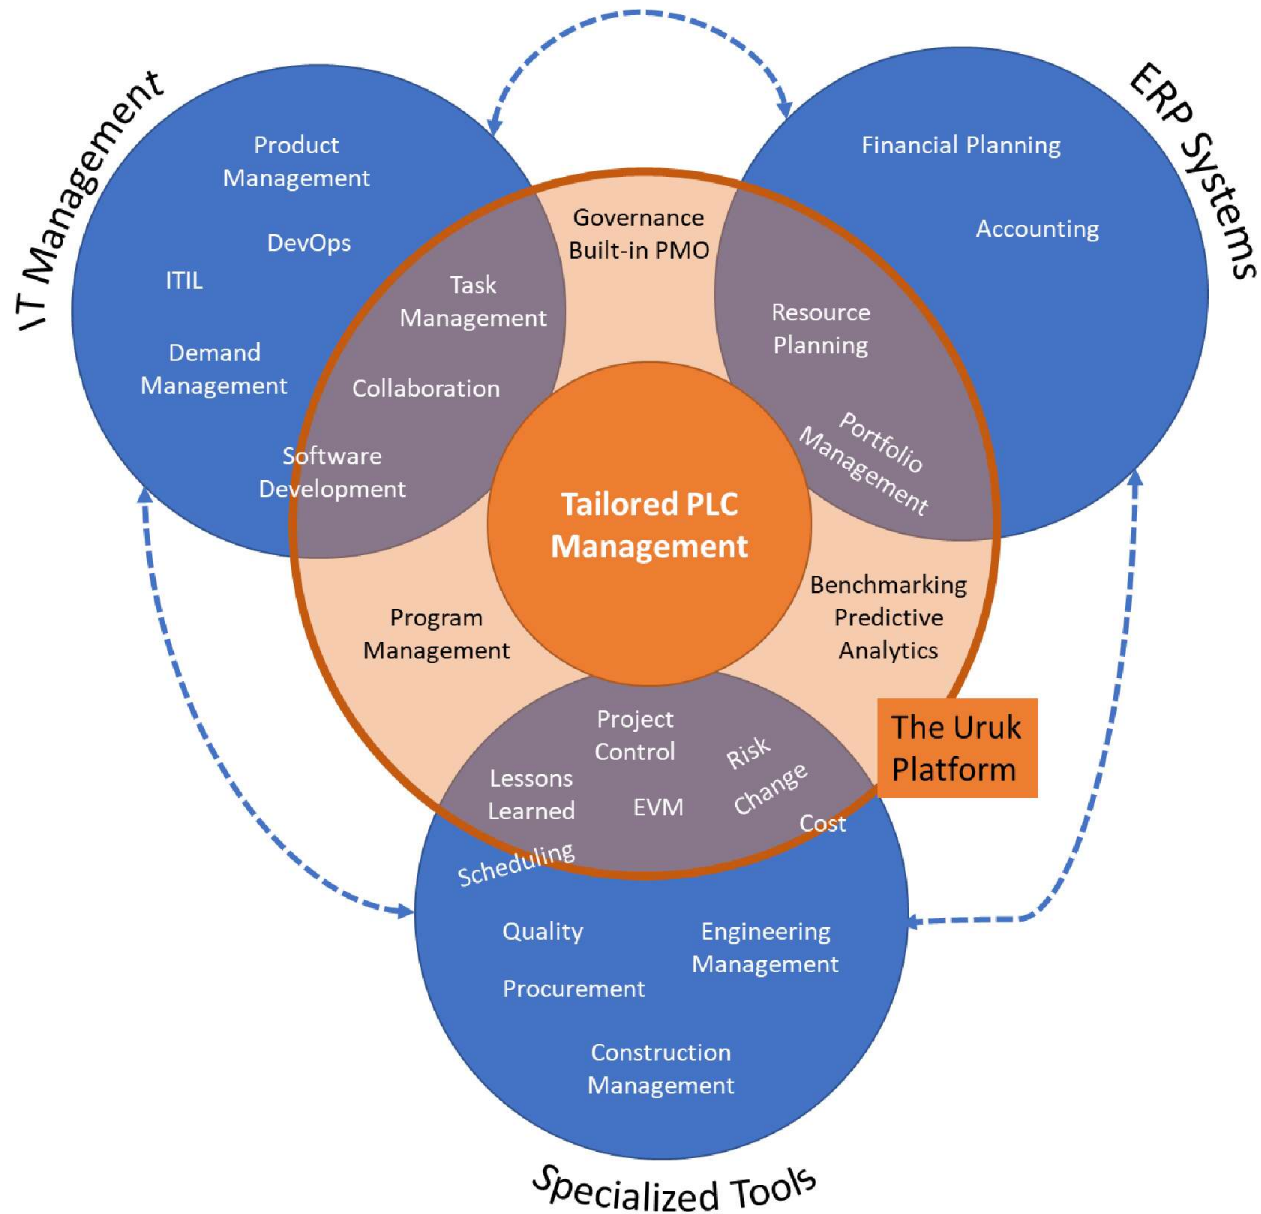 IT Management
Product
Management
DevOps
ITIL
Demand
Management
Task
Management
Collaboration
Software
Development
Governance
Built-in PMO
ERP Systems
Financial Planning
Accounting
Resource
Planning
Portfolio
Management
Tailored PLC
Management
Program
Management
Benchmarking
Predictive
Analytics
The Uruk
Platform
Project
Control
Risk
Change
Cost
Lessons
Learned
EVM
Scheduling
Quality
Procurement
Engineering
Management
Construction
Management
Specialized Tools